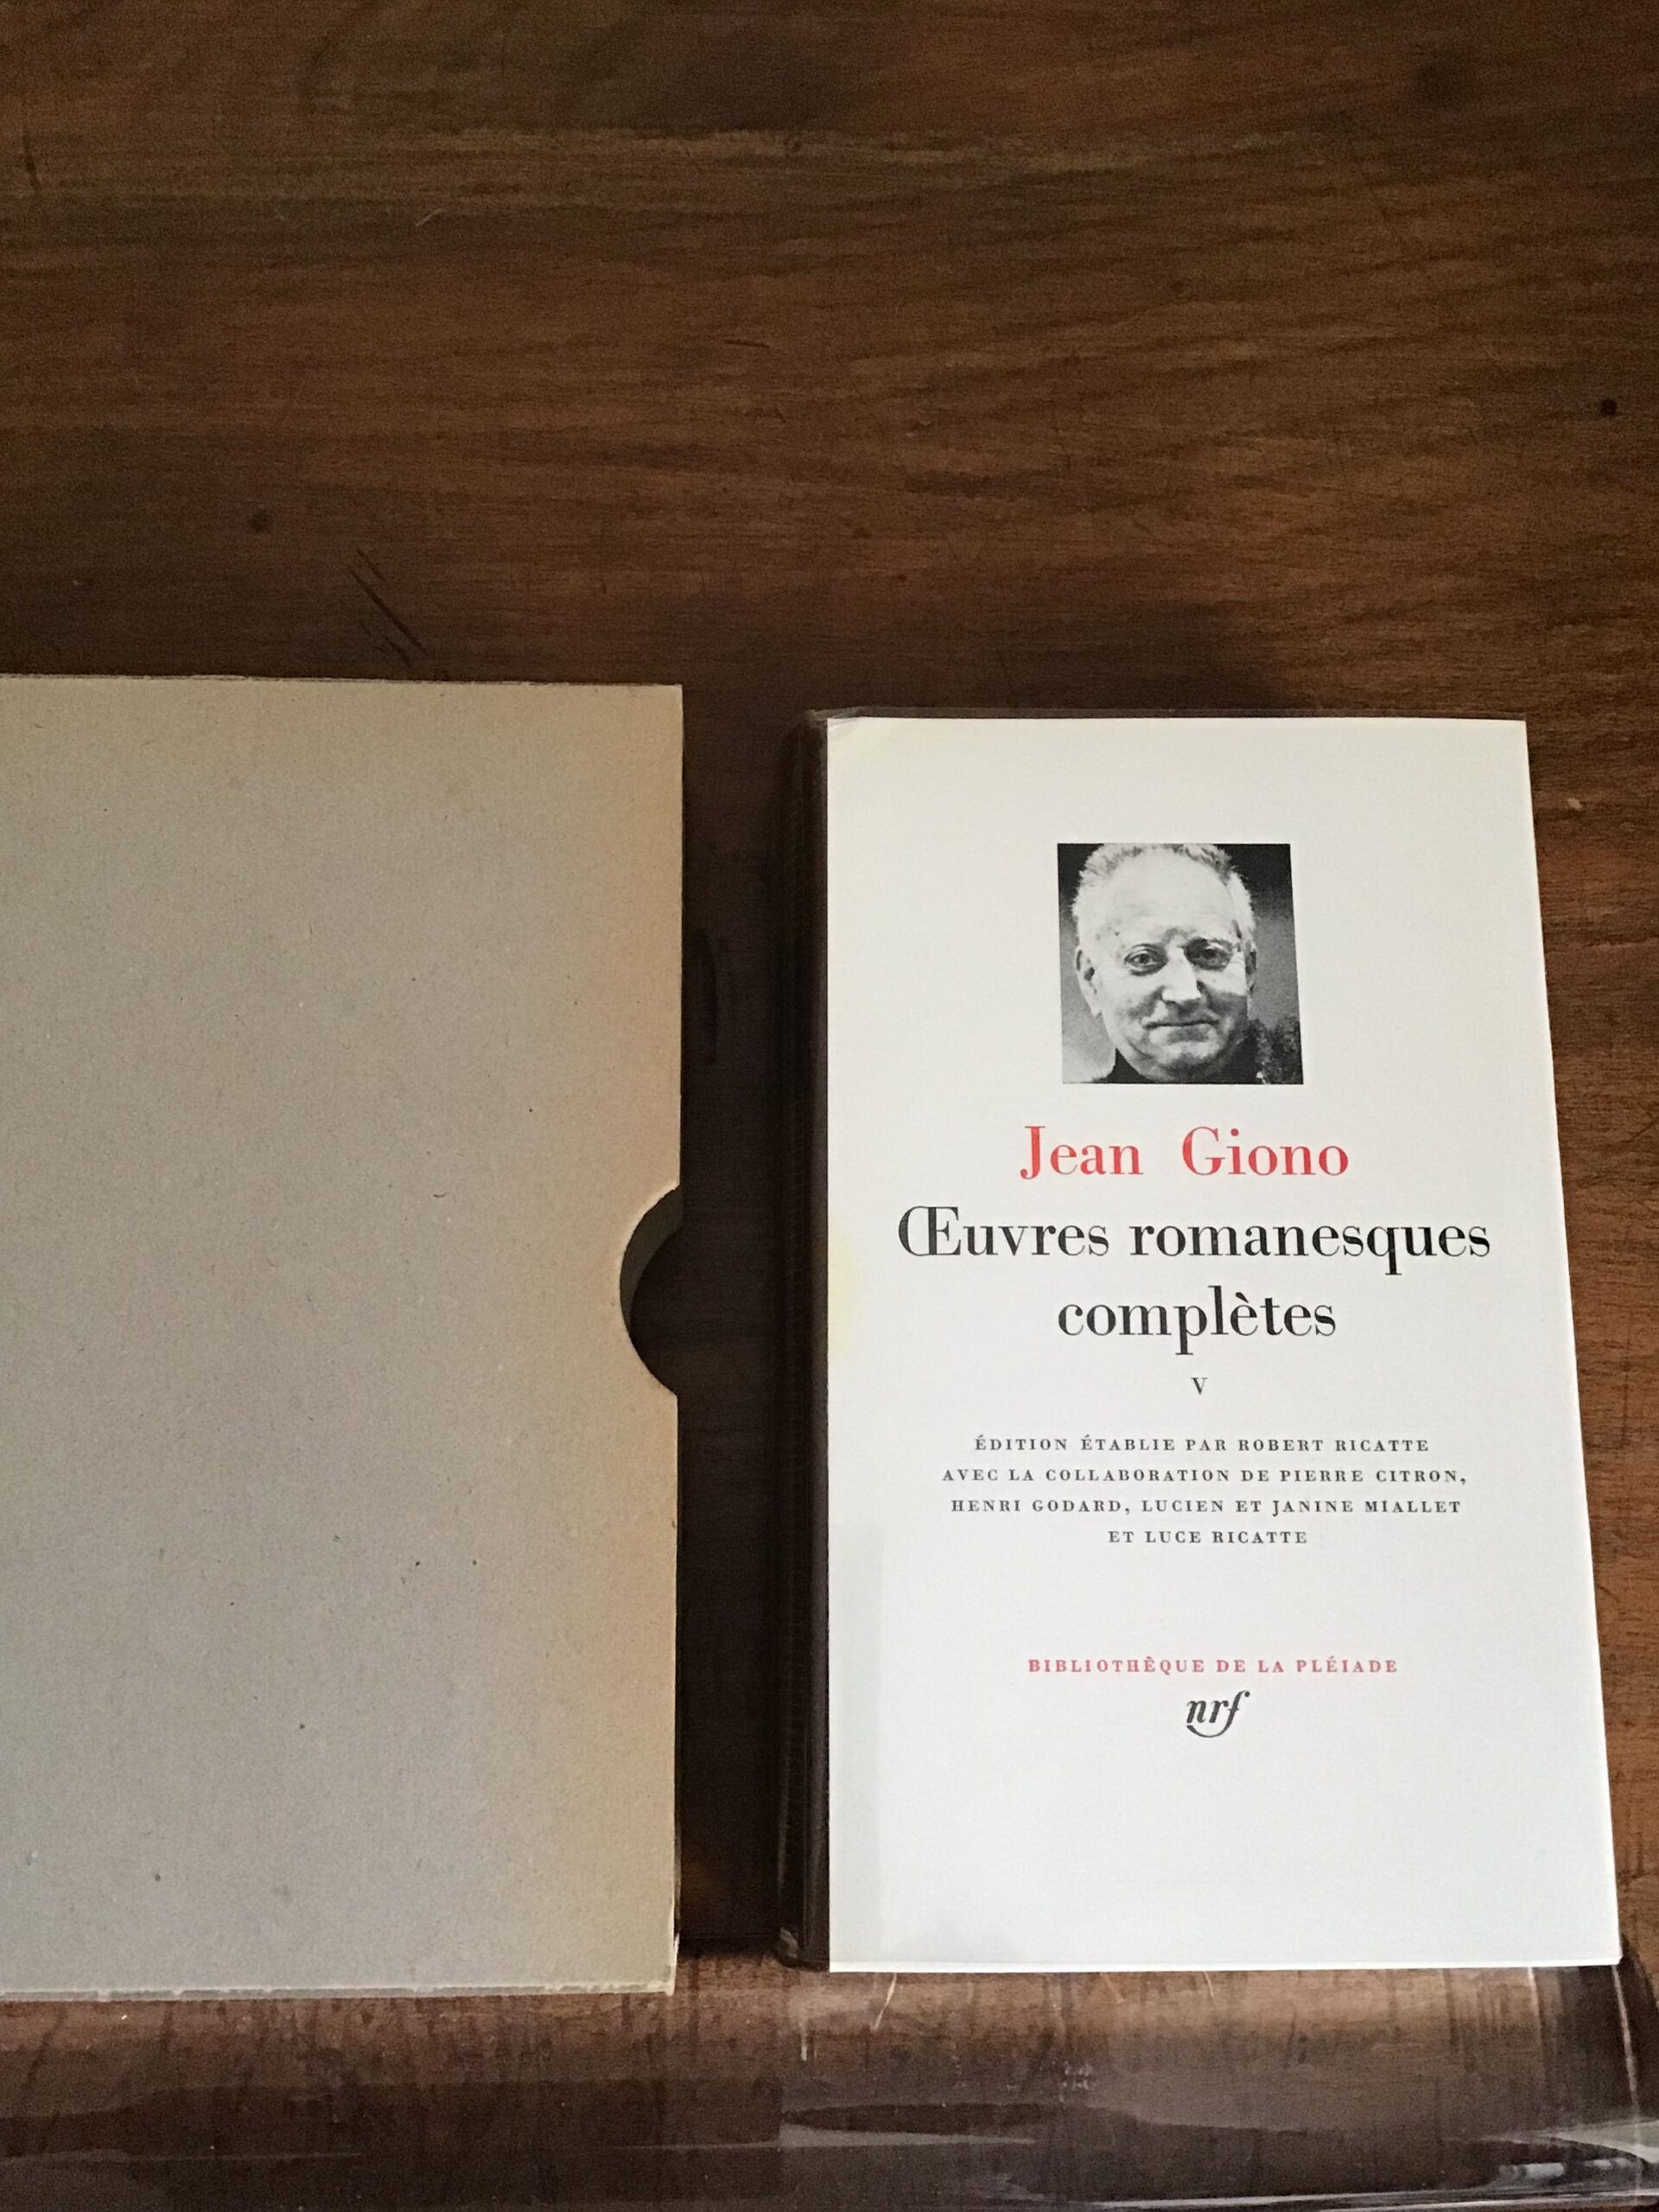 Jean Giono
Œuvres romanesques
complètes
V
ÉDITION ÉTABLIE PAR ROBERT RICATTE
AVEC LA COLLABORATION DE PIERRE CITRON,
HENRI GODARD, LUCIEN ET JANINE MIALLET
ET LUCE RICATTE
BIBLIOTHÈQUE DE LA PLÉIADE
nrf